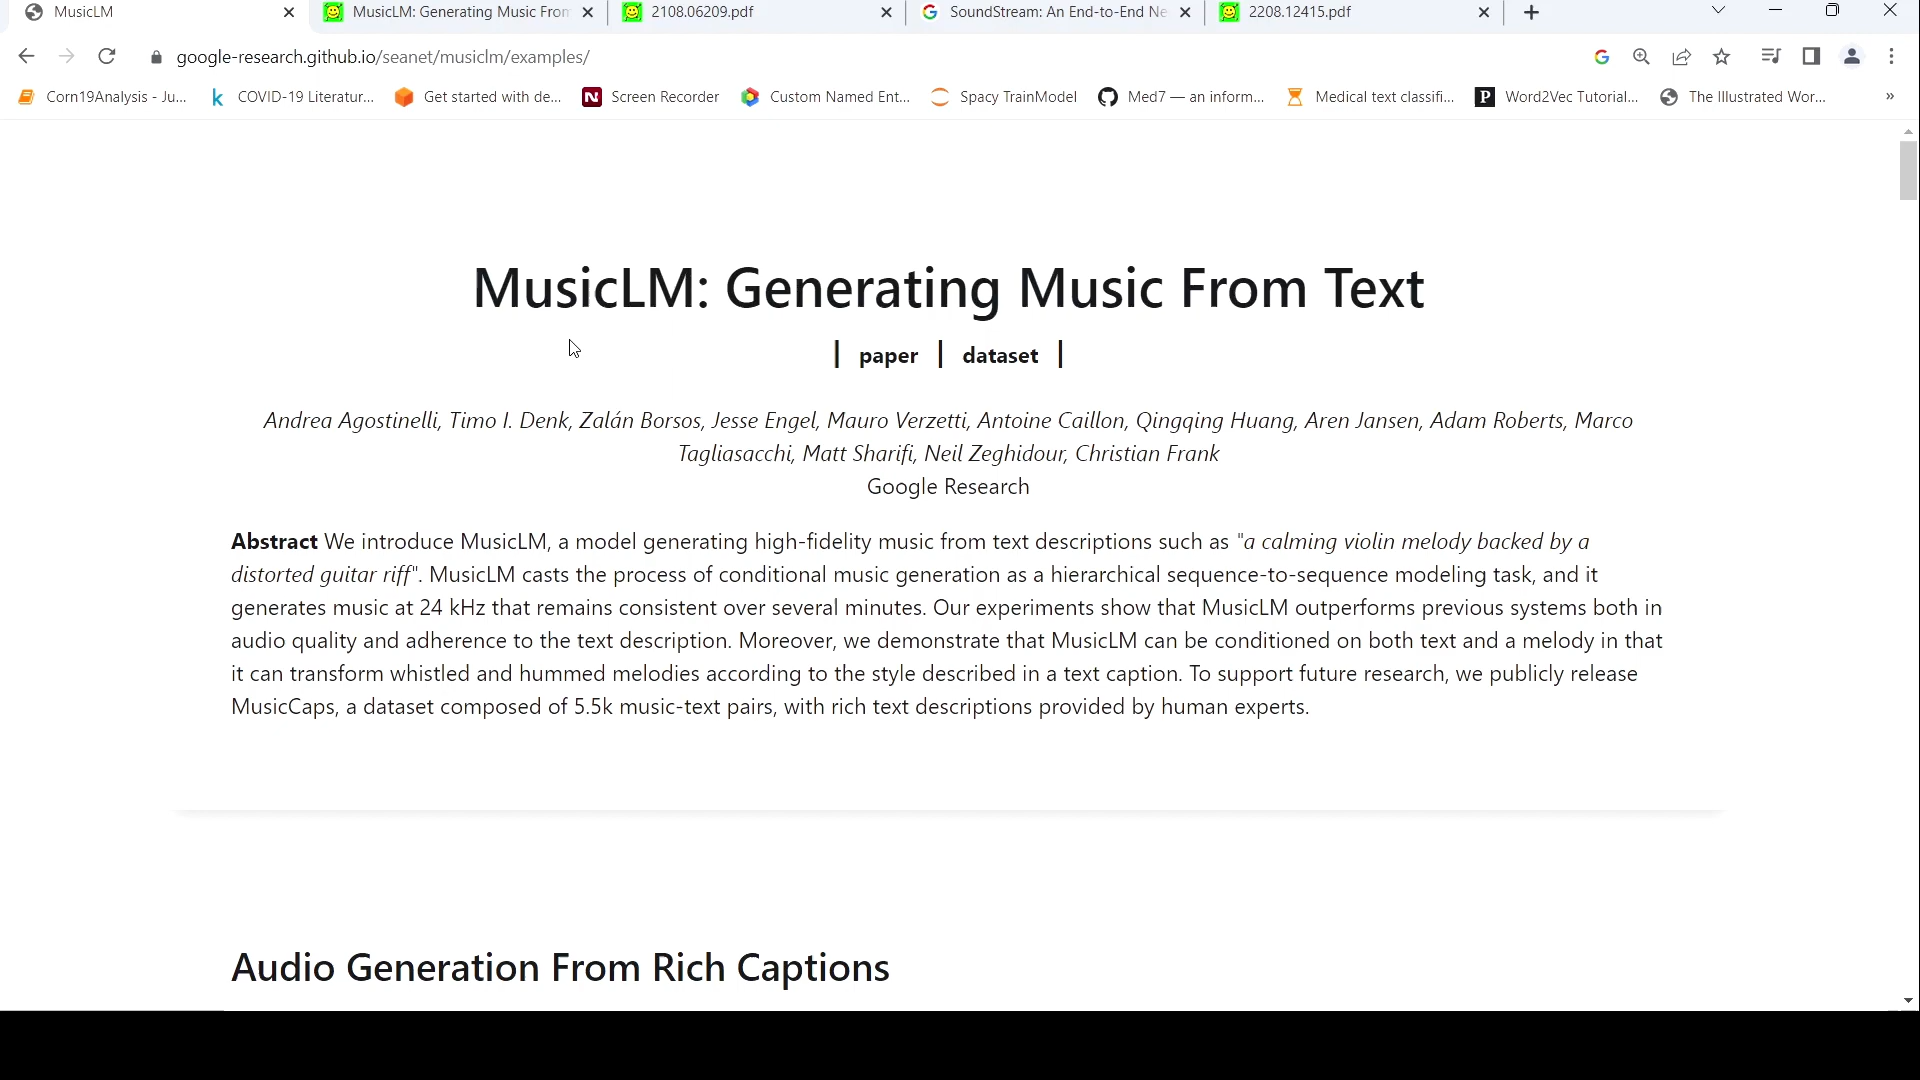 MusicLM
MusicLM: Generating Music From
2108.06209.pdf
SoundStream: An End-to-End Ne
2208.12415.pdf
google-research.github.io/seanet/musiclm/examples/
Corn19Analysis - Ju...
COVID-19 Literatur...
Get started with de...
Screen Recorder
Custom Named Ent...
Spacy TrainModel
Med7 — an inform...
Medical text classifi...
Word2Vec Tutorial...
The Illustrated Wor...
»
MusicLM: Generating Music From Text
| paper | dataset |
Andrea Agostinelli, Timo I. Denk, Zalán Borsos, Jesse Engel, Mauro Verzetti, Antoine Caillon, Qingqing Huang, Aren Jansen, Adam Roberts, Marco
Tagliasacchi, Matt Sharifi, Neil Zeghidour, Christian Frank
Google Research
Abstract We introduce MusicLM, a model generating high-fidelity music from text descriptions such as "a calming violin melody backed by a
distorted guitar riff". MusicLM casts the process of conditional music generation as a hierarchical sequence-to-sequence modeling task, and it
generates music at 24 kHz that remains consistent over several minutes. Our experiments show that MusicLM outperforms previous systems both in
audio quality and adherence to the text description. Moreover, we demonstrate that MusicLM can be conditioned on both text and a melody in that
it can transform whistled and hummed melodies according to the style described in a text caption. To support future research, we publicly release
MusicCaps, a dataset composed of 5.5k music-text pairs, with rich text descriptions provided by human experts.
Audio Generation From Rich Captions